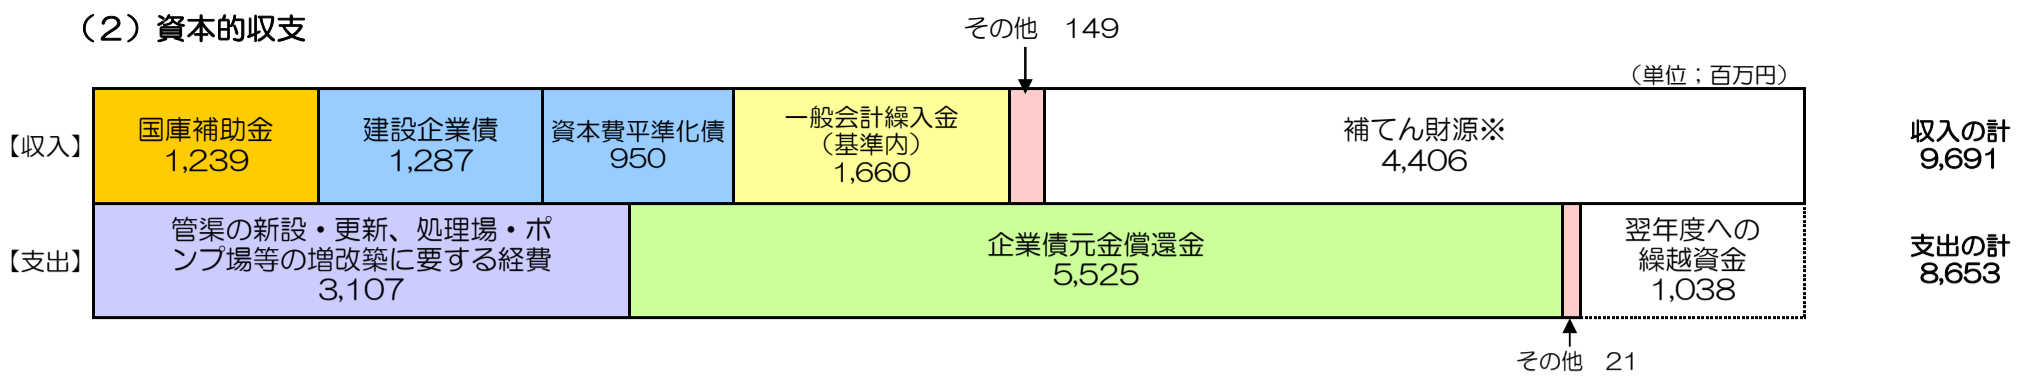 （２）資本的収支
その他　149
（単位；百万円）
【収入】
国庫補助金
1,239
建設企業債
1,287
資本費平準化債
950
一般会計繰入金
（基準内）
1,660
補てん財源※
4,406
収入の計
9,691
【支出】
管渠の新設・更新、処理場・ポ
ンプ場等の増改築に要する経費
3,107
企業債元金償還金
5,525
翌年度への
繰越資金
1,038
支出の計
8,653
その他　21